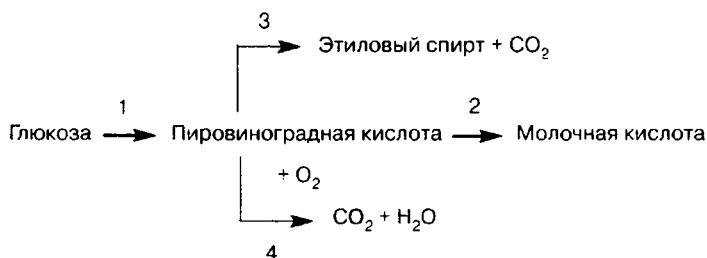 3
Этиловый спирт + CO₂
1
2
Глюкоза
Пировиноградная кислота
Молочная кислота
+ O₂
CO₂ + H₂O
4